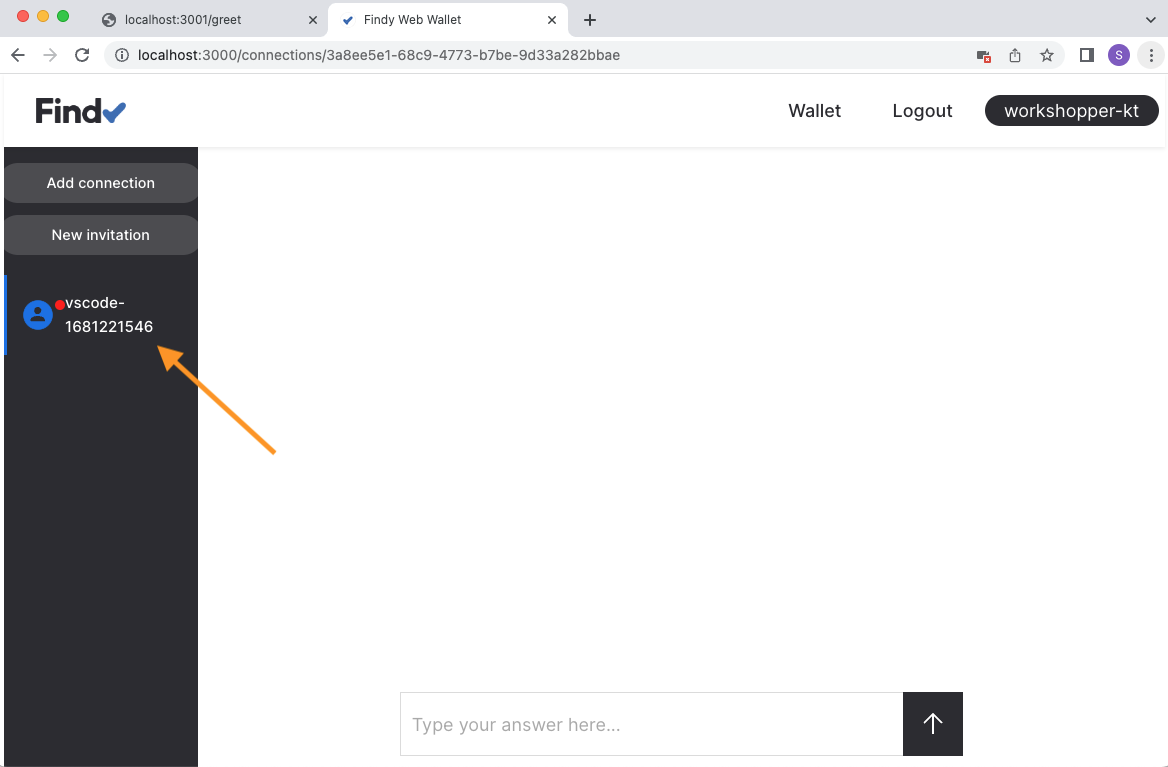 localhost:3001/greet
Findy Web Wallet
localhost:3000/connections/3a8ee5e1-68c9-4773-b7be-9d33a282bbae
S
Findy
Wallet
Logout
workshopper-kt
Add connection
New invitation
vscode-
1681221546
Type your answer here...